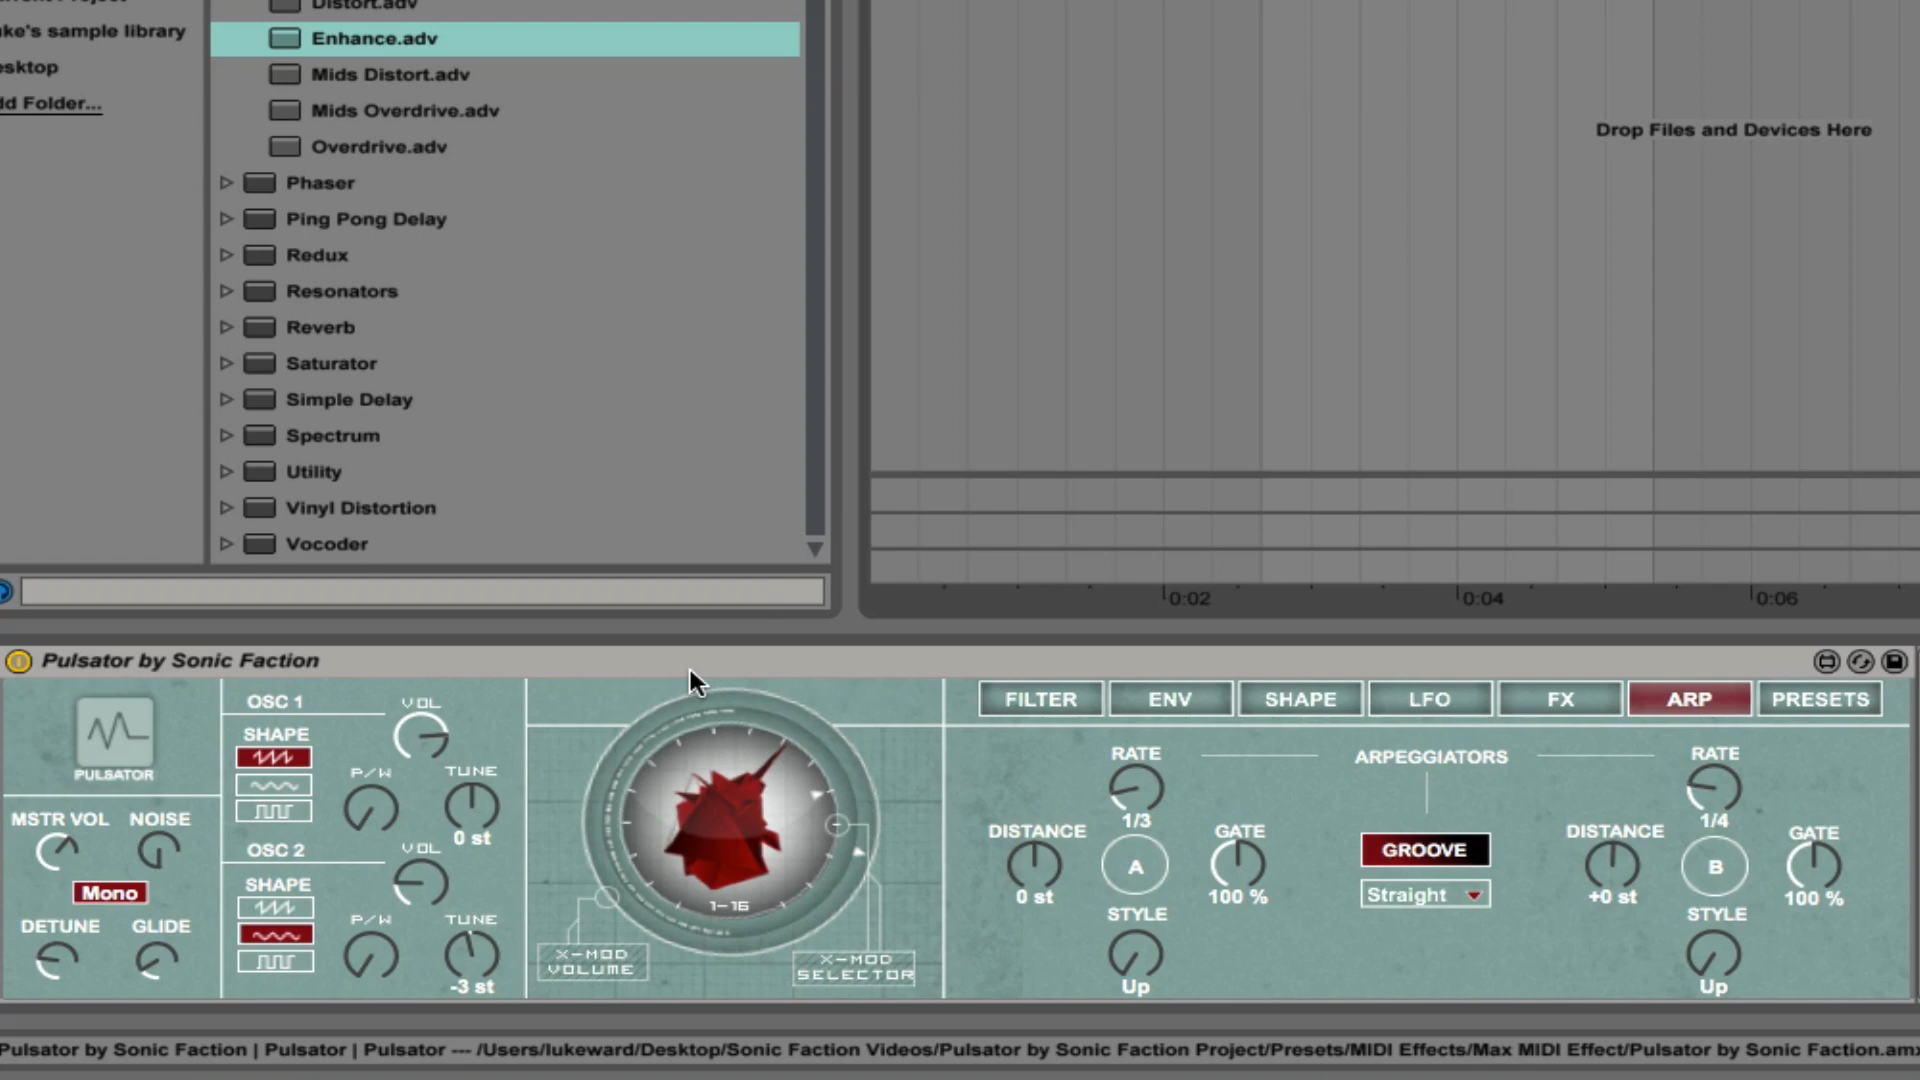 Distort.adv
ke's sample library
Enhance.adv
esktop
Mids Distort.adv
dd Folder...
Mids Overdrive.adv
Drop Files and Devices Here
Overdrive.adv
Phaser
Ping Pong Delay
Redux
Resonators
Reverb
Saturator
Simple Delay
Spectrum
Utility
Vinyl Distortion
Vocoder
0:02 0:04 0:06
Pulsator by Sonic Faction
PULSATOR
MSTR VOL NOISE
Mono
DETUNE GLIDE
OSC 1
VOL
SHAPE
P/W TUNE
0 st
OSC 2
VOL
SHAPE
P/W TUNE
-3 st
1-16
X-MOD VOLUME
X-MOD SELECTOR
FILTER ENV SHAPE LFO FX ARP PRESETS
RATE ARPEGGIATORS RATE
1/3 1/4
DISTANCE GATE DISTANCE GATE
GROOVE
A B
0 st 100 % Straight +0 st 100 %
STYLE STYLE
Up Up
Pulsator by Sonic Faction | Pulsator | Pulsator --- /Users/lukeward/Desktop/Sonic Faction Videos/Pulsator by Sonic Faction Project/Presets/MIDI Effects/Max MIDI Effect/Pulsator by Sonic Faction.amx